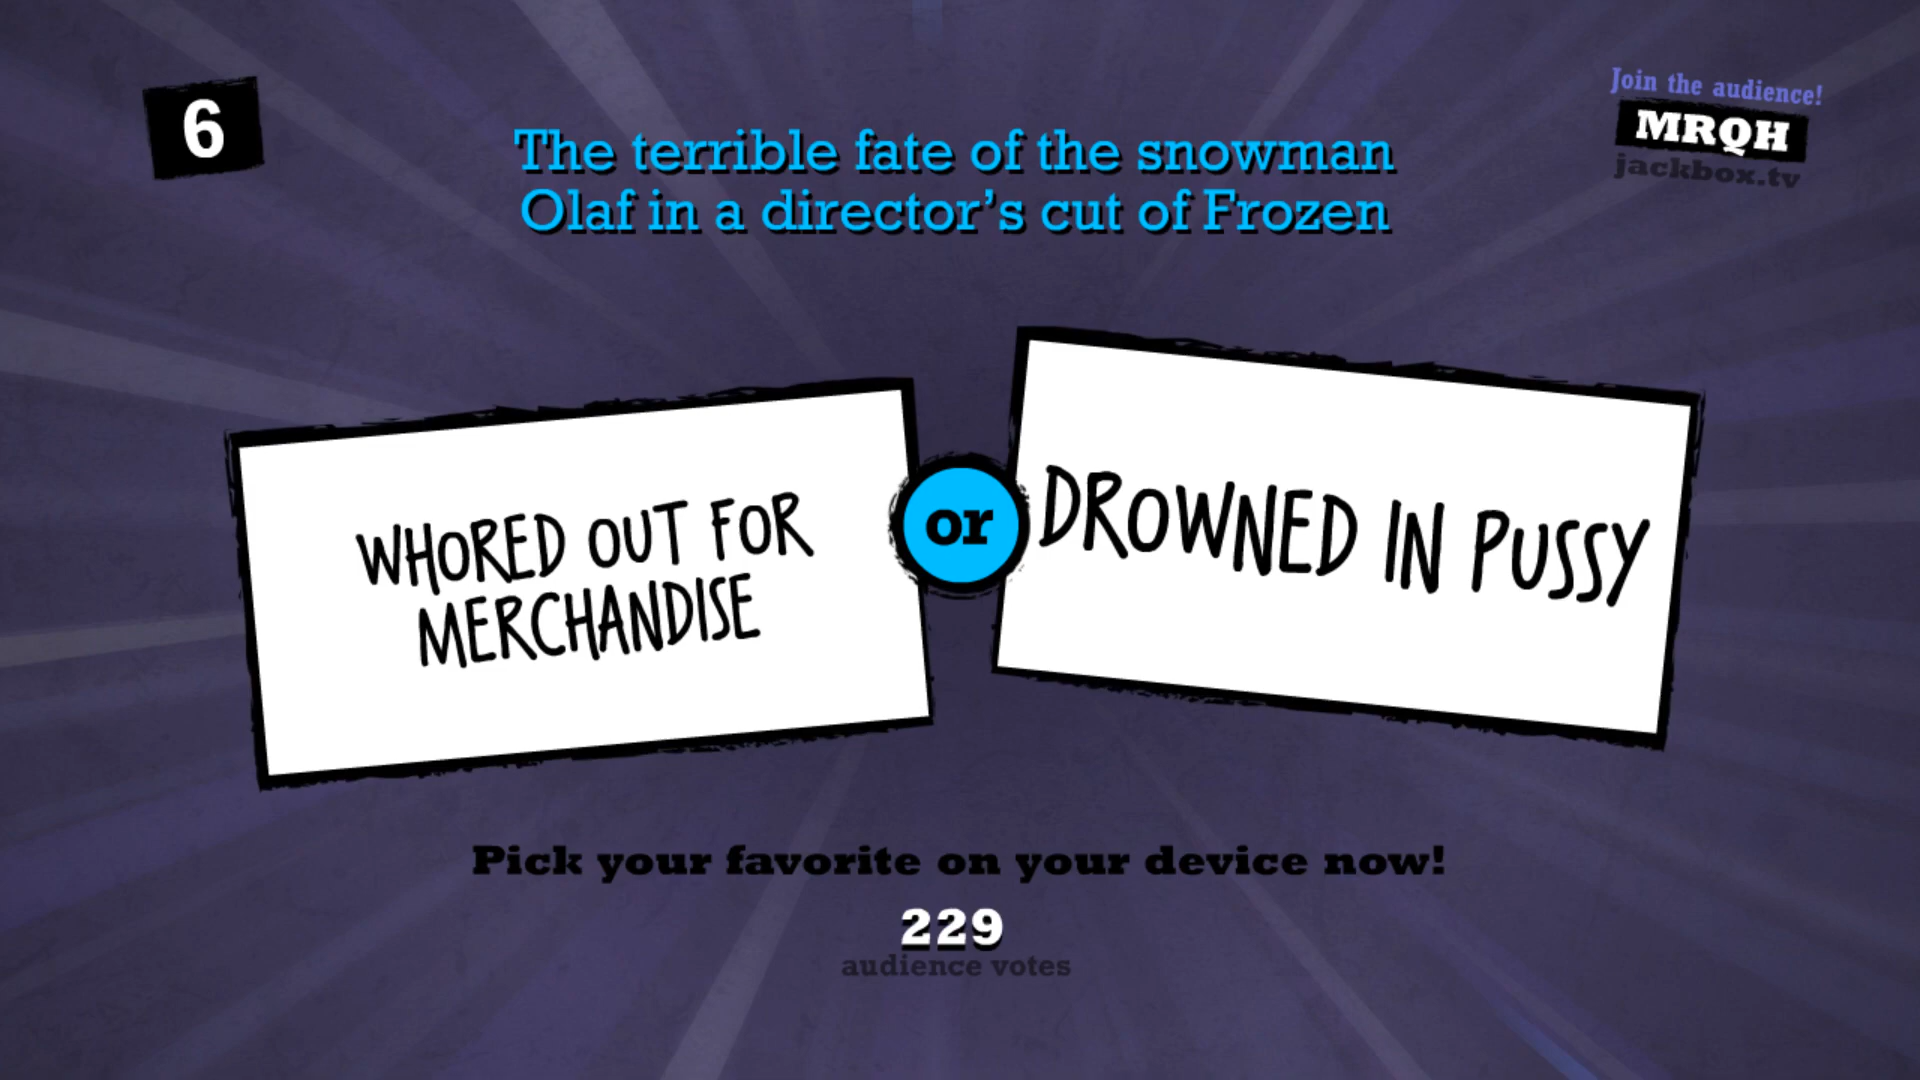 6
Join the audience!
MRQH
jackbox.tv
The terrible fate of the snowman
Olaf in a director's cut of Frozen
WHORED OUT FOR
MERCHANDISE
or
DROWNED IN PUSSY
Pick your favorite on your device now!
229
audience votes